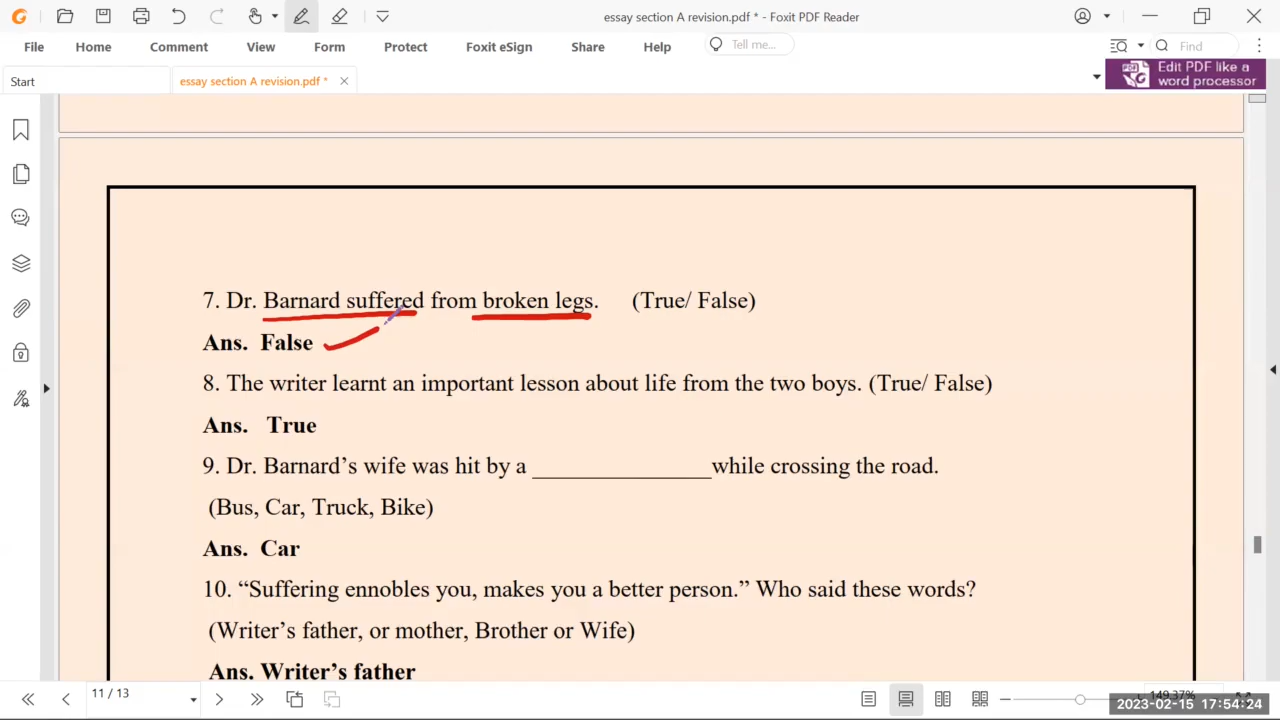 essay section A revision.pdf * - Foxit PDF Reader
File Home Comment View Form Protect Foxit eSign Share Help Tell me... Find
Start essay section A revision.pdf *
Edit PDF like a
word processor
7. Dr. Barnard suffered from broken legs. (True/ False)
Ans. False
8. The writer learnt an important lesson about life from the two boys. (True/ False)
Ans. True
9. Dr. Barnard’s wife was hit by a _______________while crossing the road.
(Bus, Car, Truck, Bike)
Ans. Car
10. “Suffering ennobles you, makes you a better person.” Who said these words?
(Writer’s father, or mother, Brother or Wife)
Ans. Writer’s father
11 / 13
149.37%
2023-02-15 17:54:24